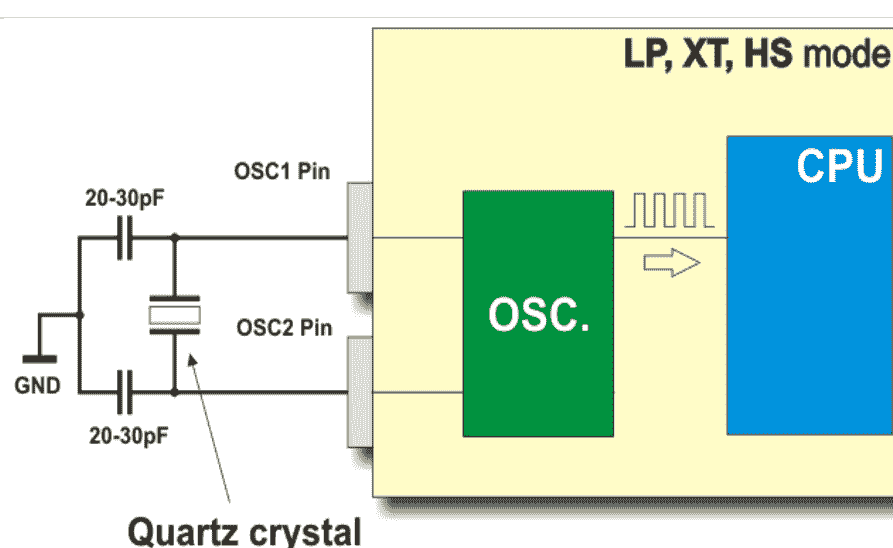 LP, XT, HS mode
CPU
OSC1 Pin
20-30pF
OSC.
OSC2 Pin
GND
20-30pF
Quartz crystal